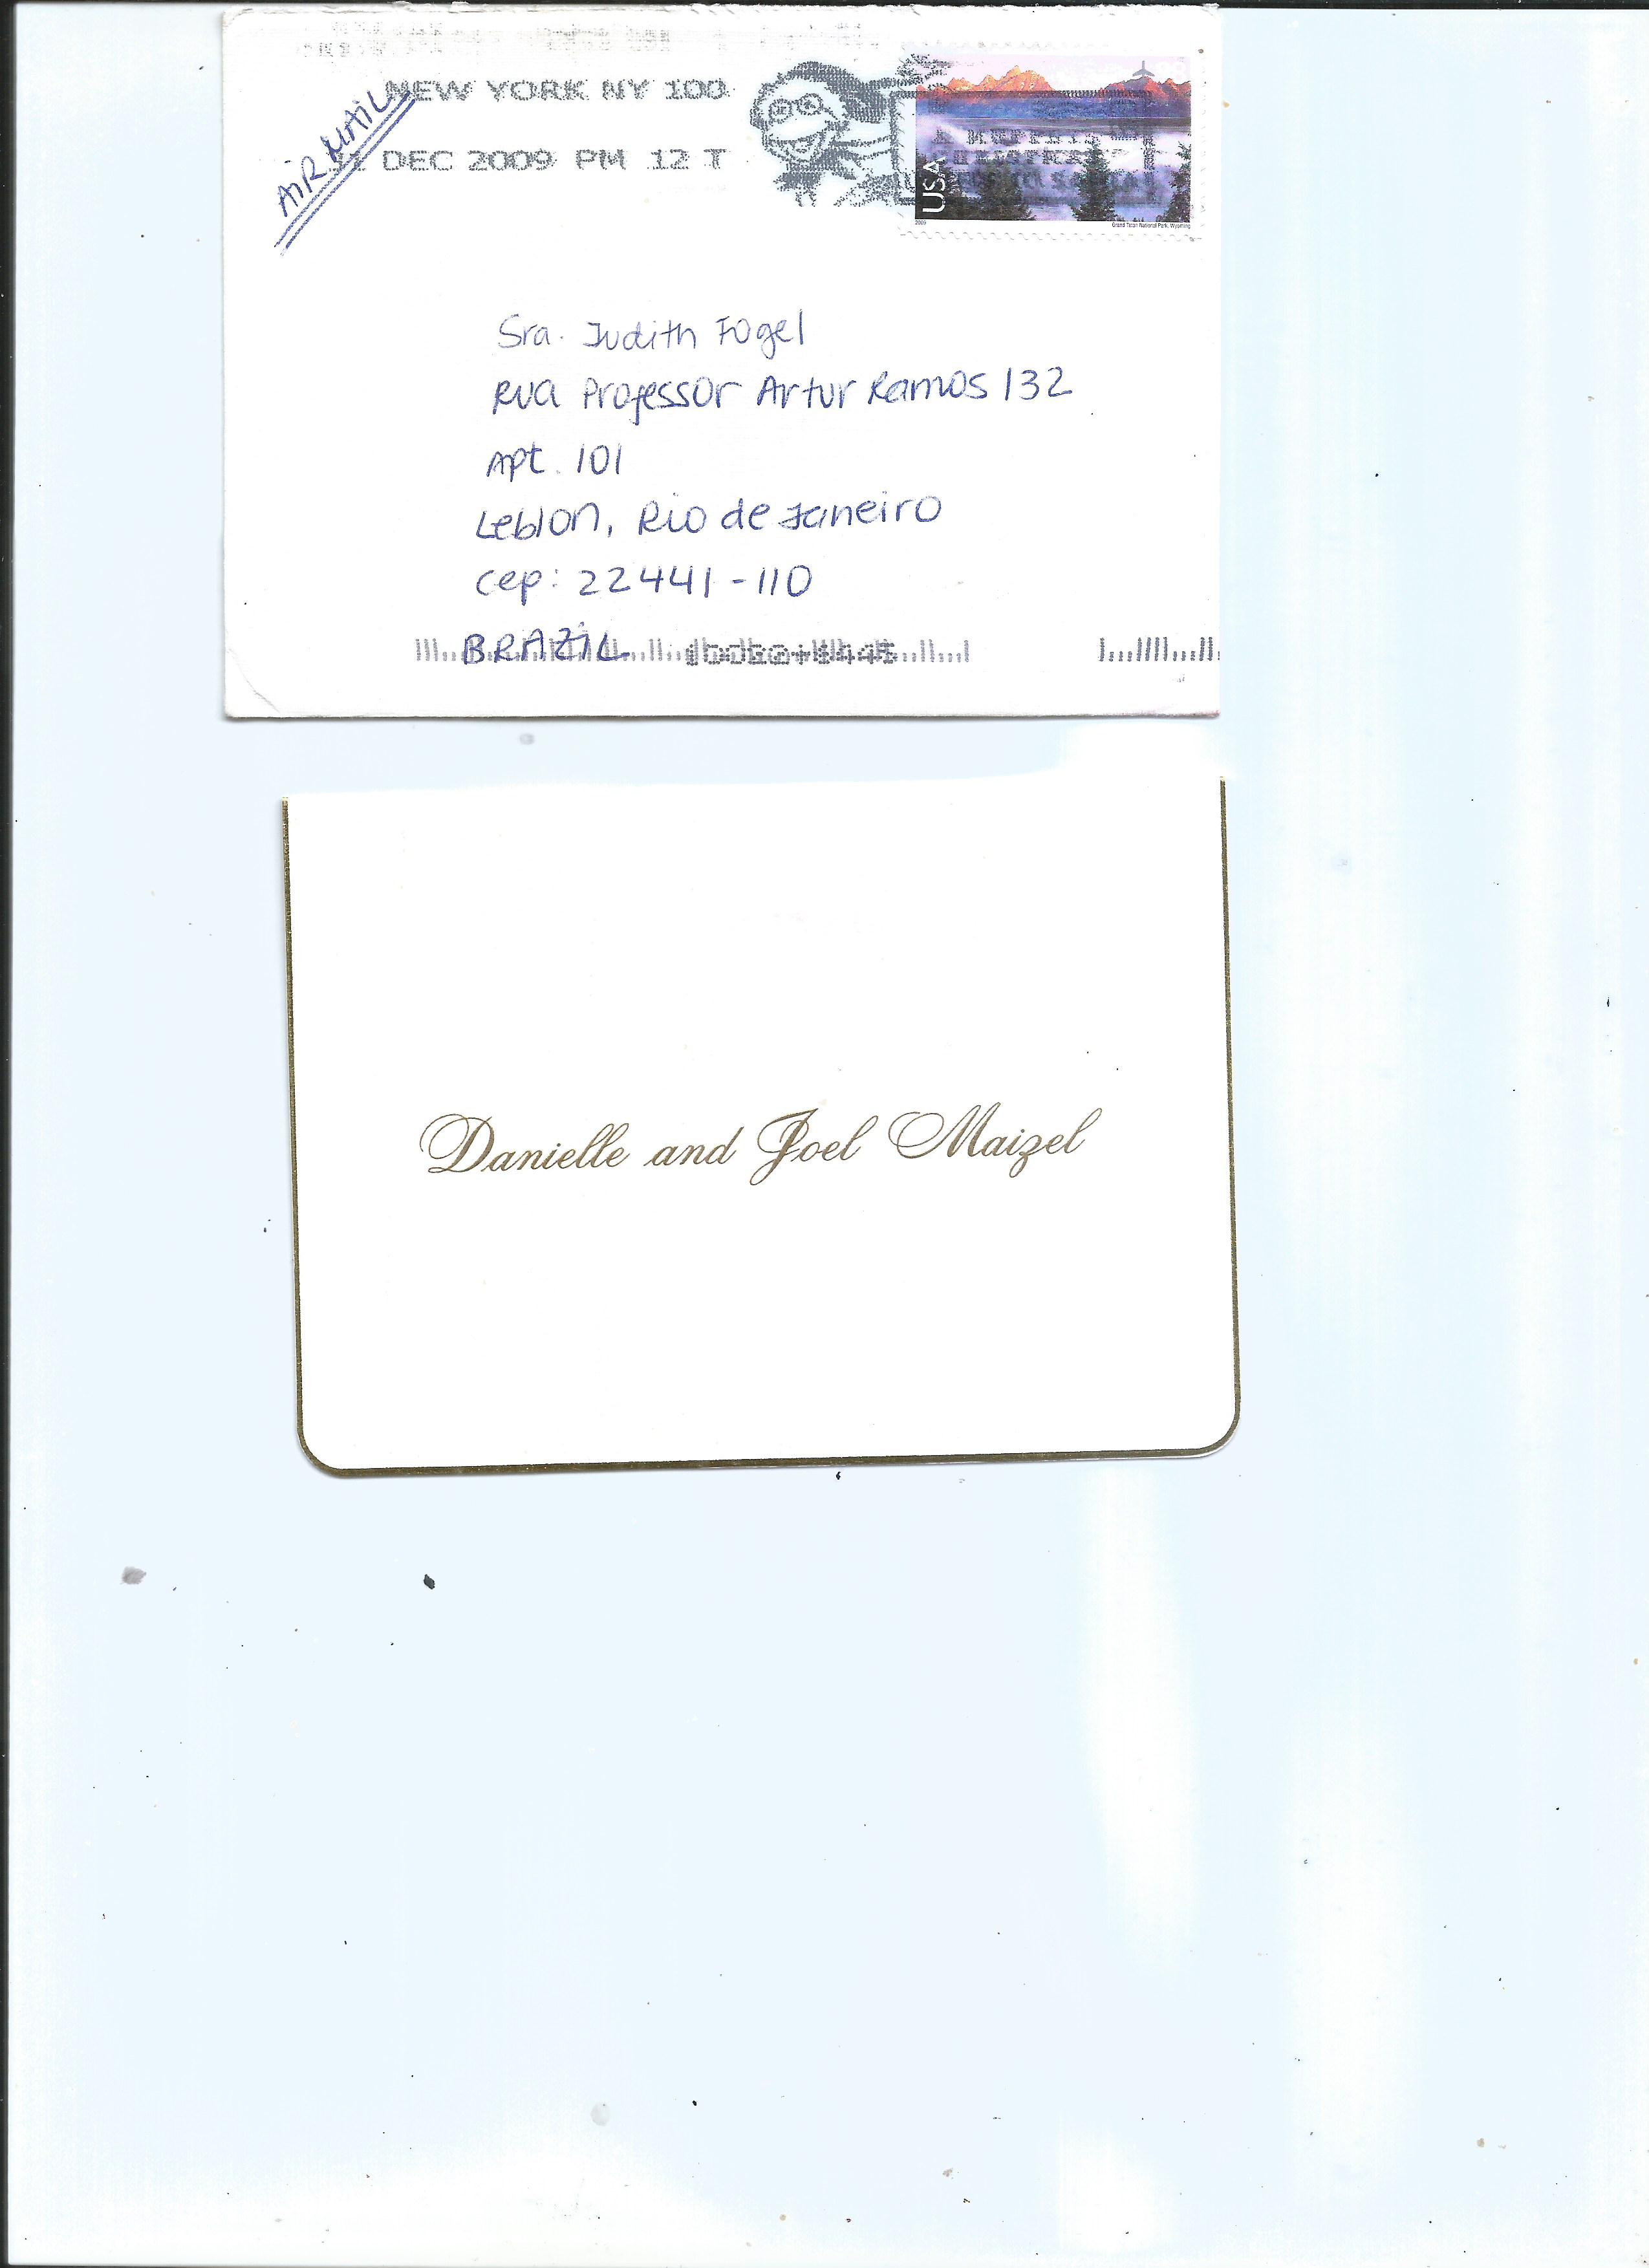 NEW YORK NY 100
AIR MAIL
DEC 2009 PM 12 T
USA
2009
Grand Teton National Park, Wyoming
Sra. Judith Fogel
Rua Professor Artur Ramos 132
Apt. 101
Leblon, Rio de Janeiro
cep: 22441-110
BRAZIL
Danielle and Joel Maizel